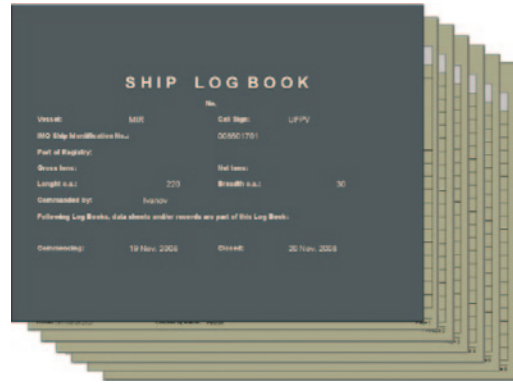 SHIP LOG BOOK
No.
Vessel: MIR Call Sign: UFPV
IMO Ship Identification No.:
Port of Registry:
Gross tons: Net tons:
Lenght o.a.: 223 Breadth o.a.: 30
Commanded by: Ivanov
Following Log Books, data sheets and/or records are part of this Log Book:
Commencing: 19 Nov. 2008 Closed: 20 Nov. 2008